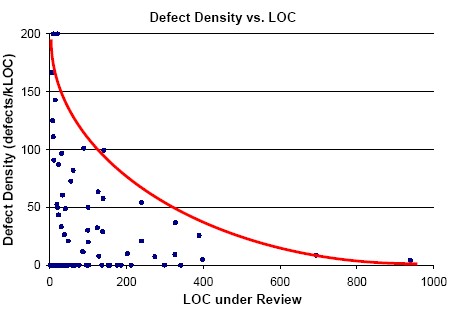 Defect Density vs. LOC
Defect Density (defects/kLOC)
200
150
100
50
0
0 200 400 600 800 1000
LOC under Review